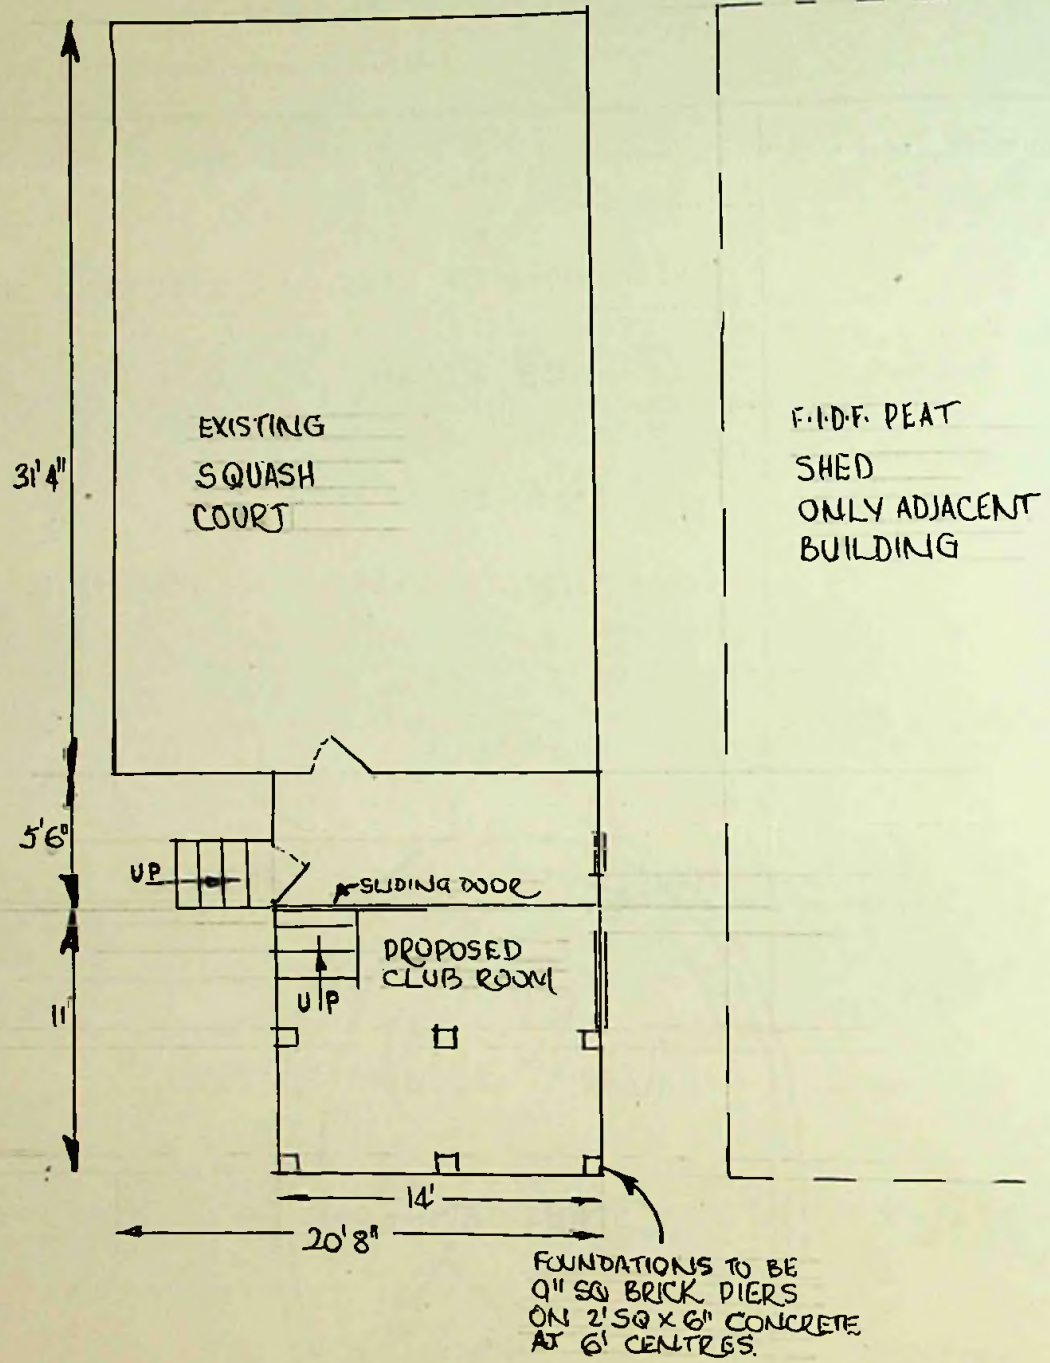 EXISTING
SQUASH
COURT
F.I.D.F. PEAT
SHED
ONLY ADJACENT
BUILDING
31'4"
5'6"
UP
SLIDING DOOR
PROPOSED
CLUB ROOM
UP
11'
14'
20'8"
FOUNDATIONS TO BE
9" SQ BRICK PIERS
ON 2' SQ X 6" CONCRETE
AT 6' CENTRES.